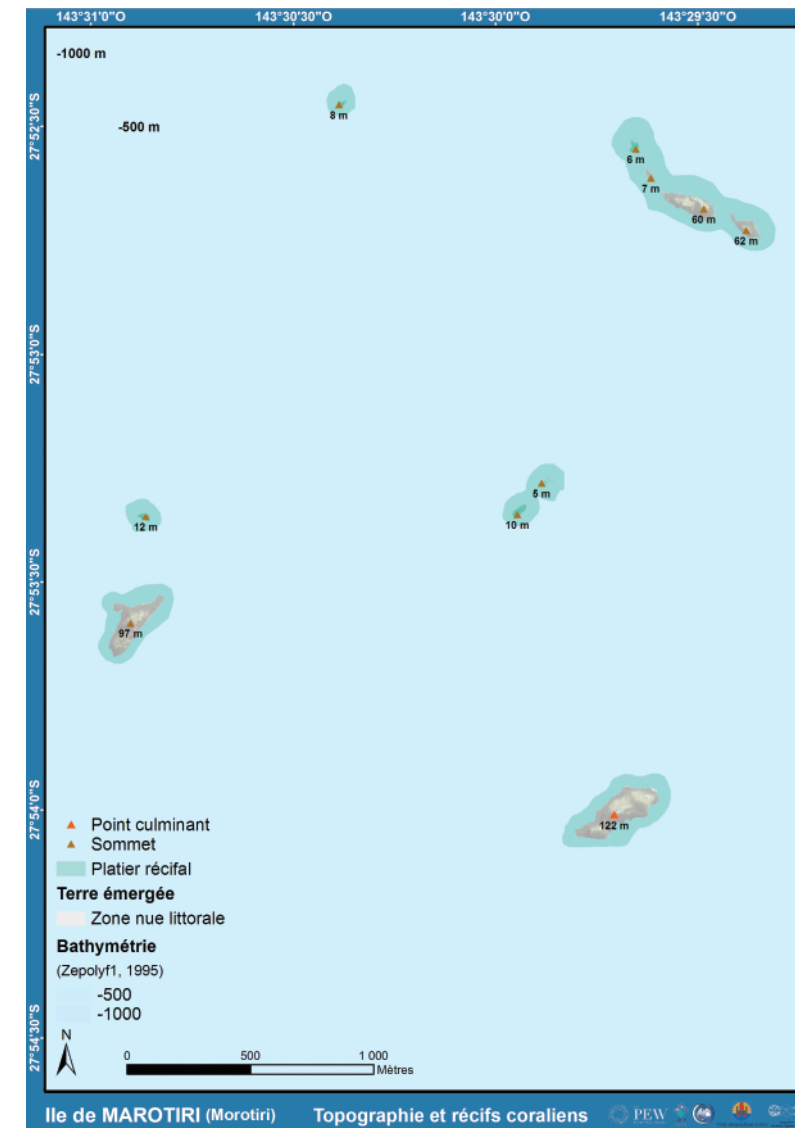 143°31'0"O 143°30'30"O 143°30'0"O 143°29'30"O
-1000 m
-500 m
27°52'30"S
27°53'0"S
27°53'30"S
27°54'0"S
27°54'30"S
8 m
6 m
7 m
60 m
62 m
5 m
10 m
12 m
97 m
122 m
Point culminant
Sommet
Platier récifal
Terre émergée
Zone nue littorale
Bathymétrie
(Zepolyf1, 1995)
-500
-1000
N
0 500 1 000
Mètres
Ile de MAROTIRI (Morotiri) Topographie et récifs coraliens PEW